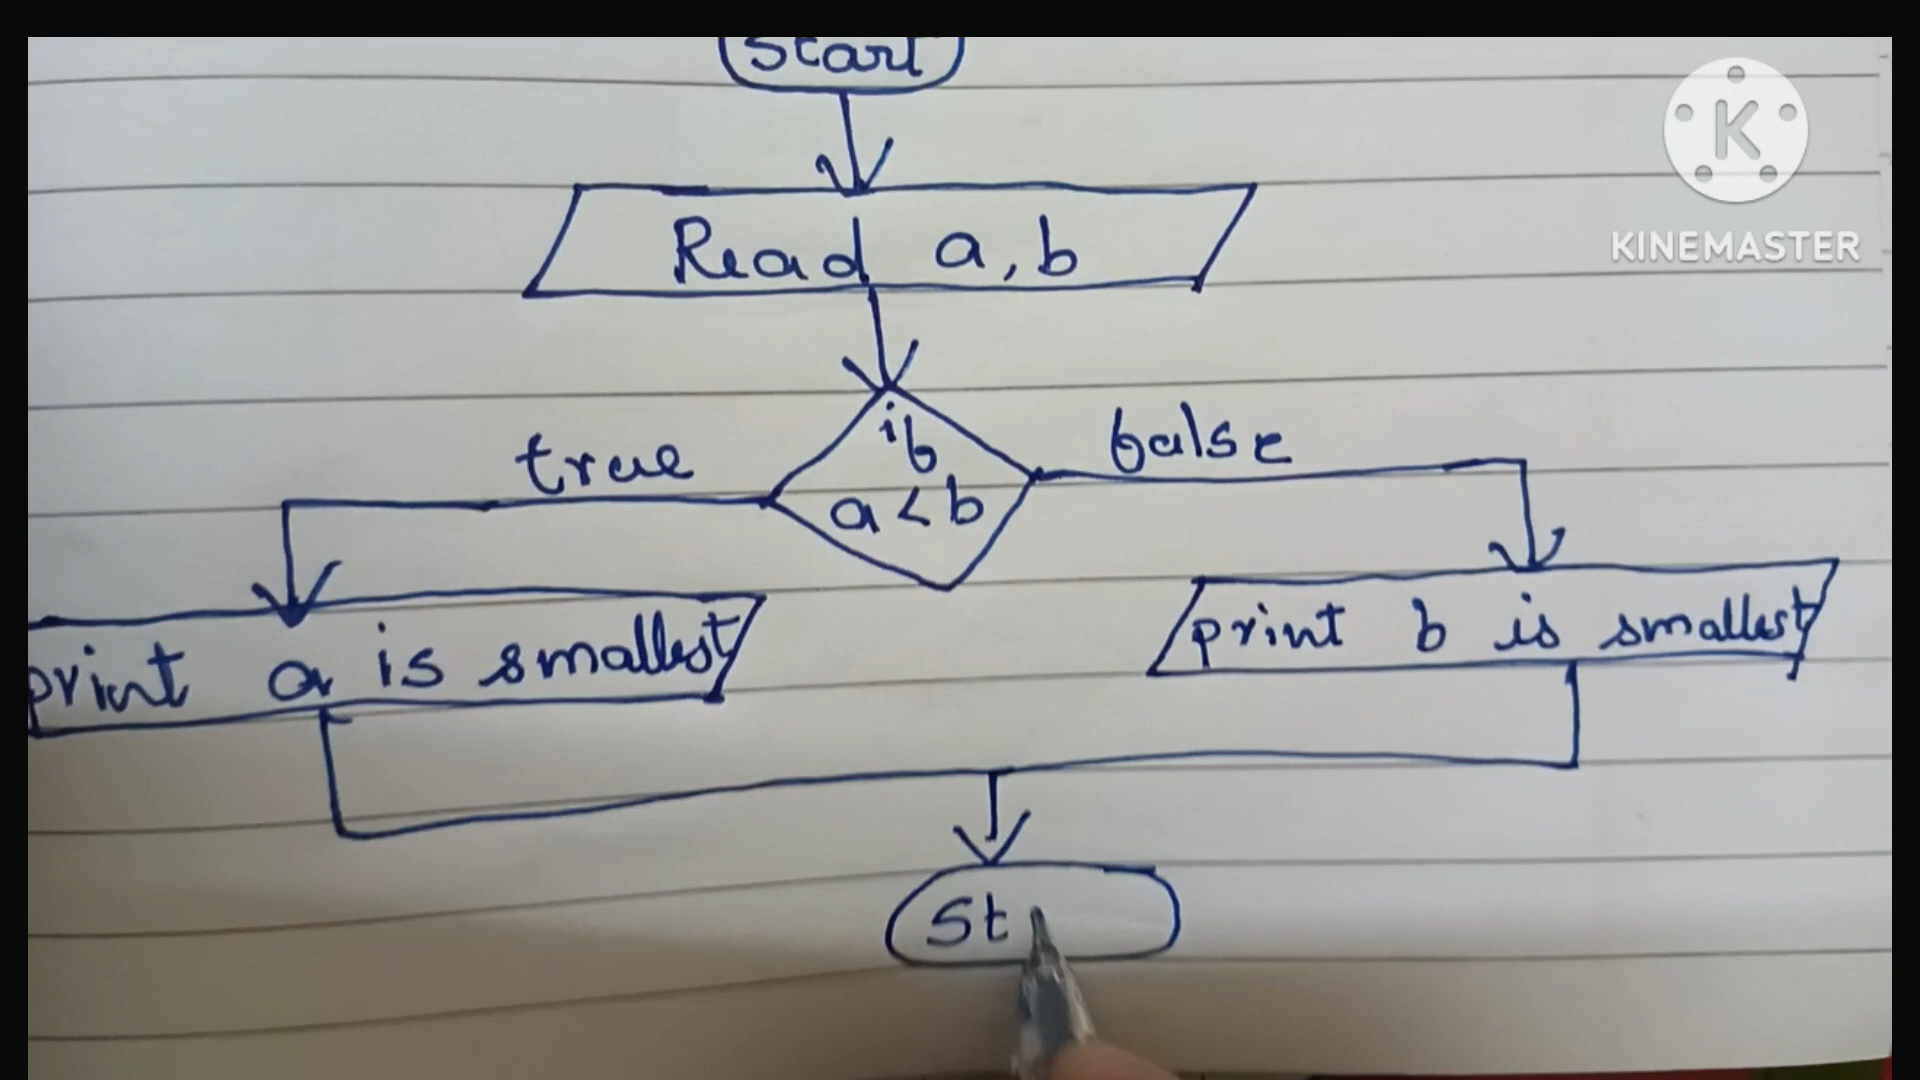 Start
K
KINEMASTER
Read a, b
if
a < b
true
false
print a is smallest
print b is smallest
St